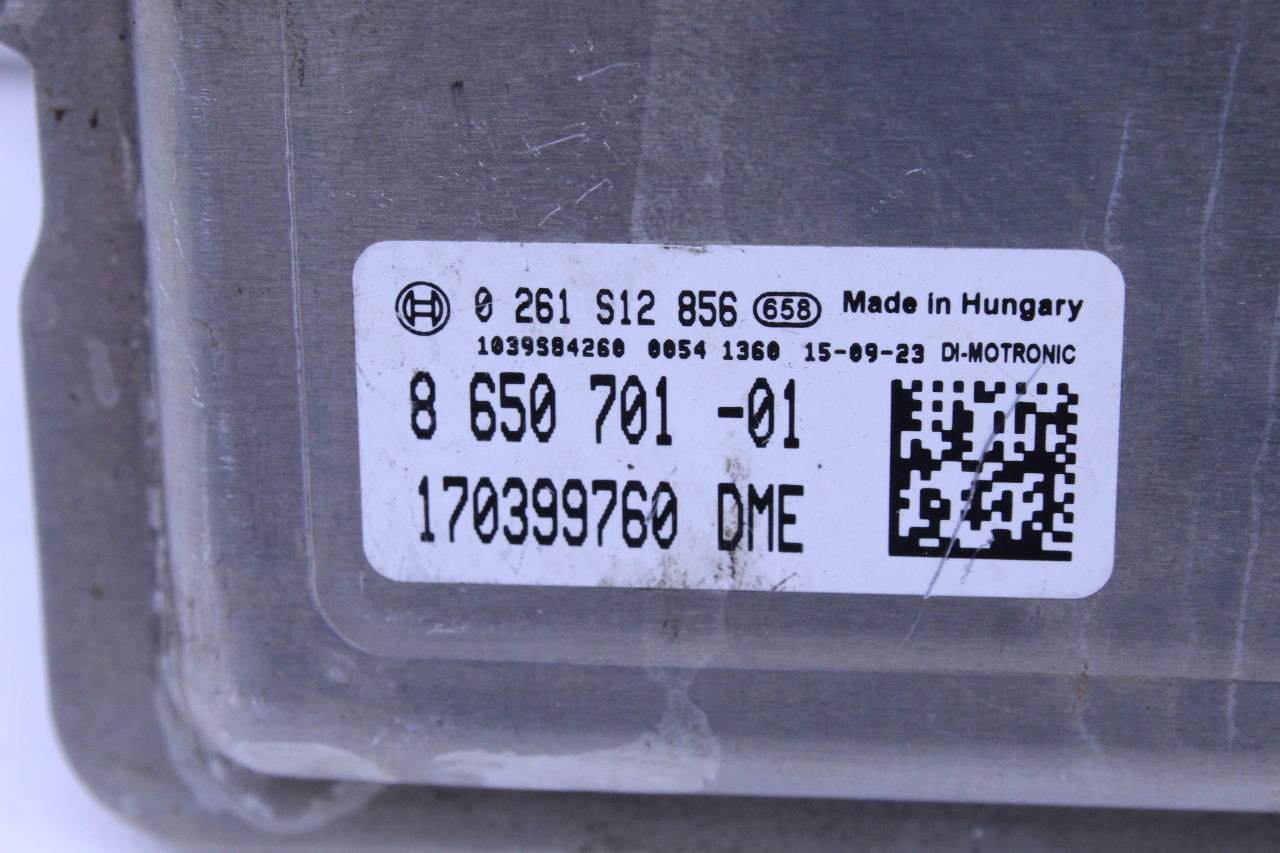 0 261 S12 856 658 Made in Hungary
1039S84260 0054 1360 15-09-23 DI-MOTRONIC
8 650 701 -01
170399760 DME